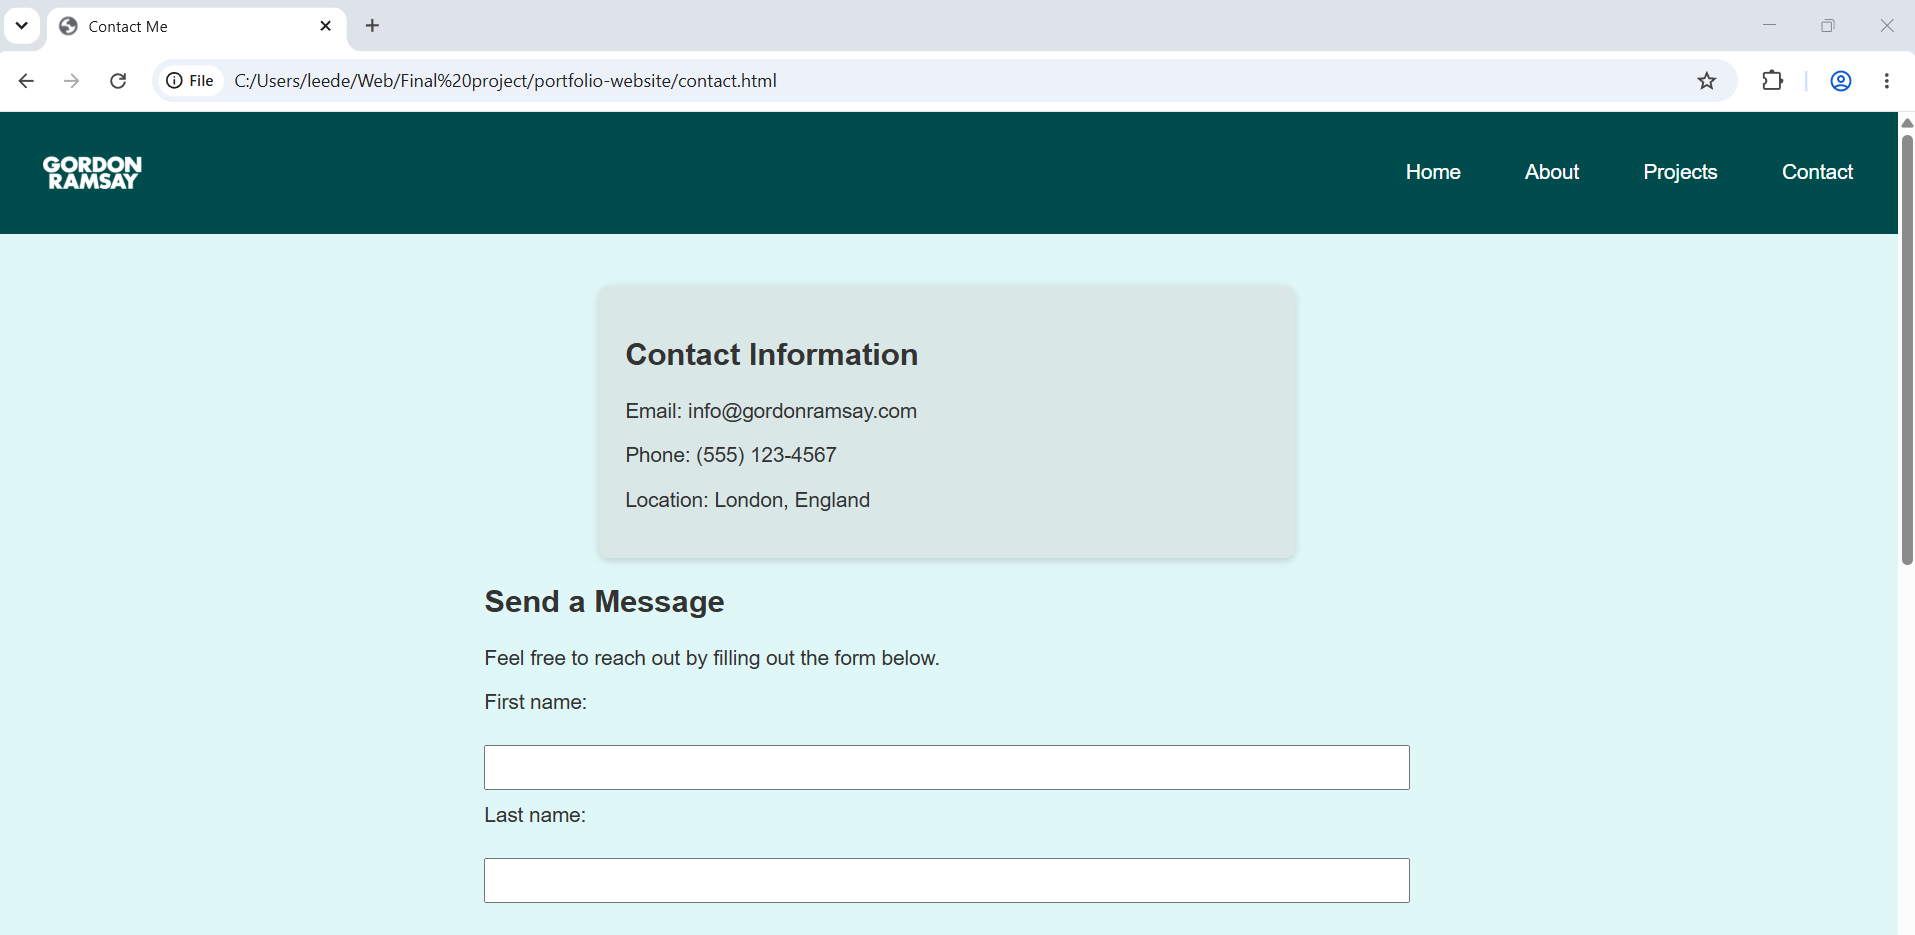 Contact Me
File C:/Users/leede/Web/Final%20project/portfolio-website/contact.html
GORDON
RAMSAY
Home About Projects Contact
Contact Information
Email: info@gordonramsay.com
Phone: (555) 123-4567
Location: London, England
Send a Message
Feel free to reach out by filling out the form below.
First name:
Last name: